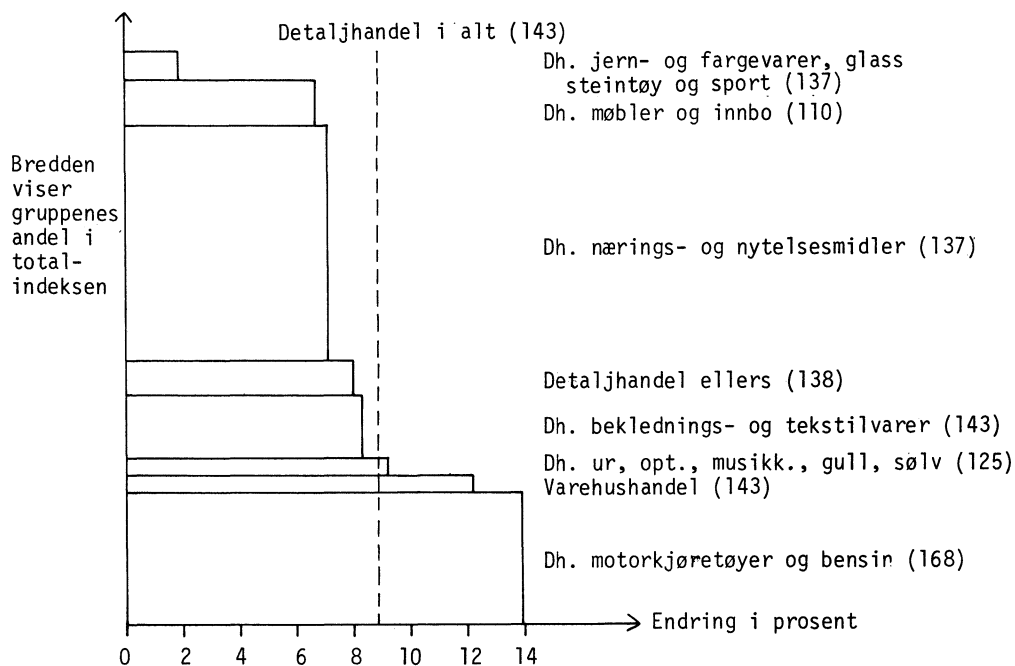 Detaljhandel i alt (143)
Dh. jern- og fargevarer, glass
steintøy og sport (137)
Dh. møbler og innbo (110)
Bredden
viser
gruppenes
andel i
total-
indeksen
Dh. nærings- og nytelsesmidler (137)
Detaljhandel ellers (138)
Dh. beklednings- og tekstilvarer (143)
Dh. ur, opt., musikk., gull, sølv (125)
Varehushandel (143)
Dh. motorkjøretøyer og bensin (168)
Endring i prosent
0 2 4 6 8 10 12 14